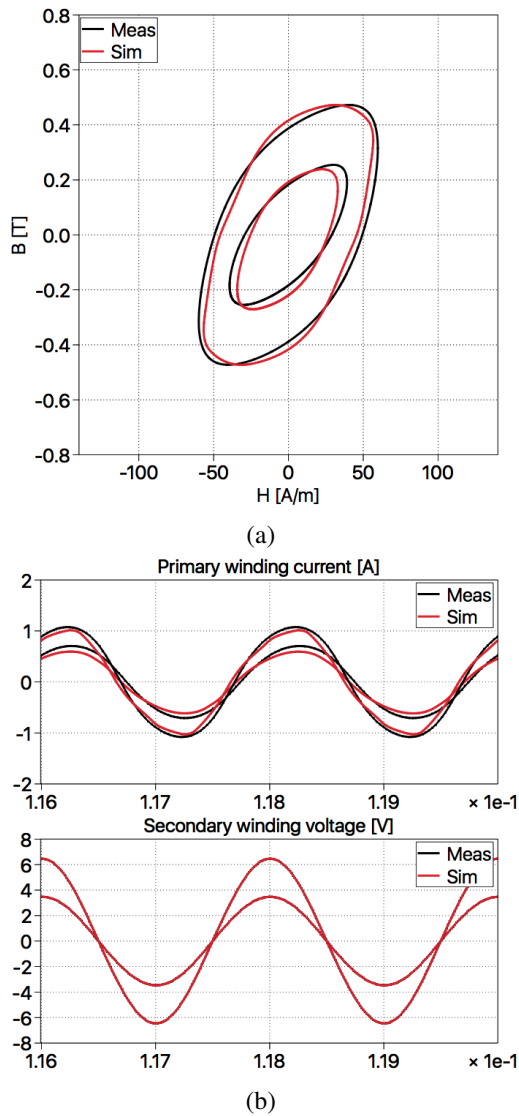 Meas
Sim
0.8
0.6
0.4
0.2
0.0
-0.2
-0.4
-0.6
-0.8
B [T]
-100 -50 0 50 100
H [A/m]
(a)
Primary winding current [A]
Meas
Sim
2
1
0
-1
-2
1.16 1.17 1.18 1.19 × 1e-1
Secondary winding voltage [V]
Meas
Sim
8
6
4
2
0
-2
-4
-6
-8
1.16 1.17 1.18 1.19 × 1e-1
(b)